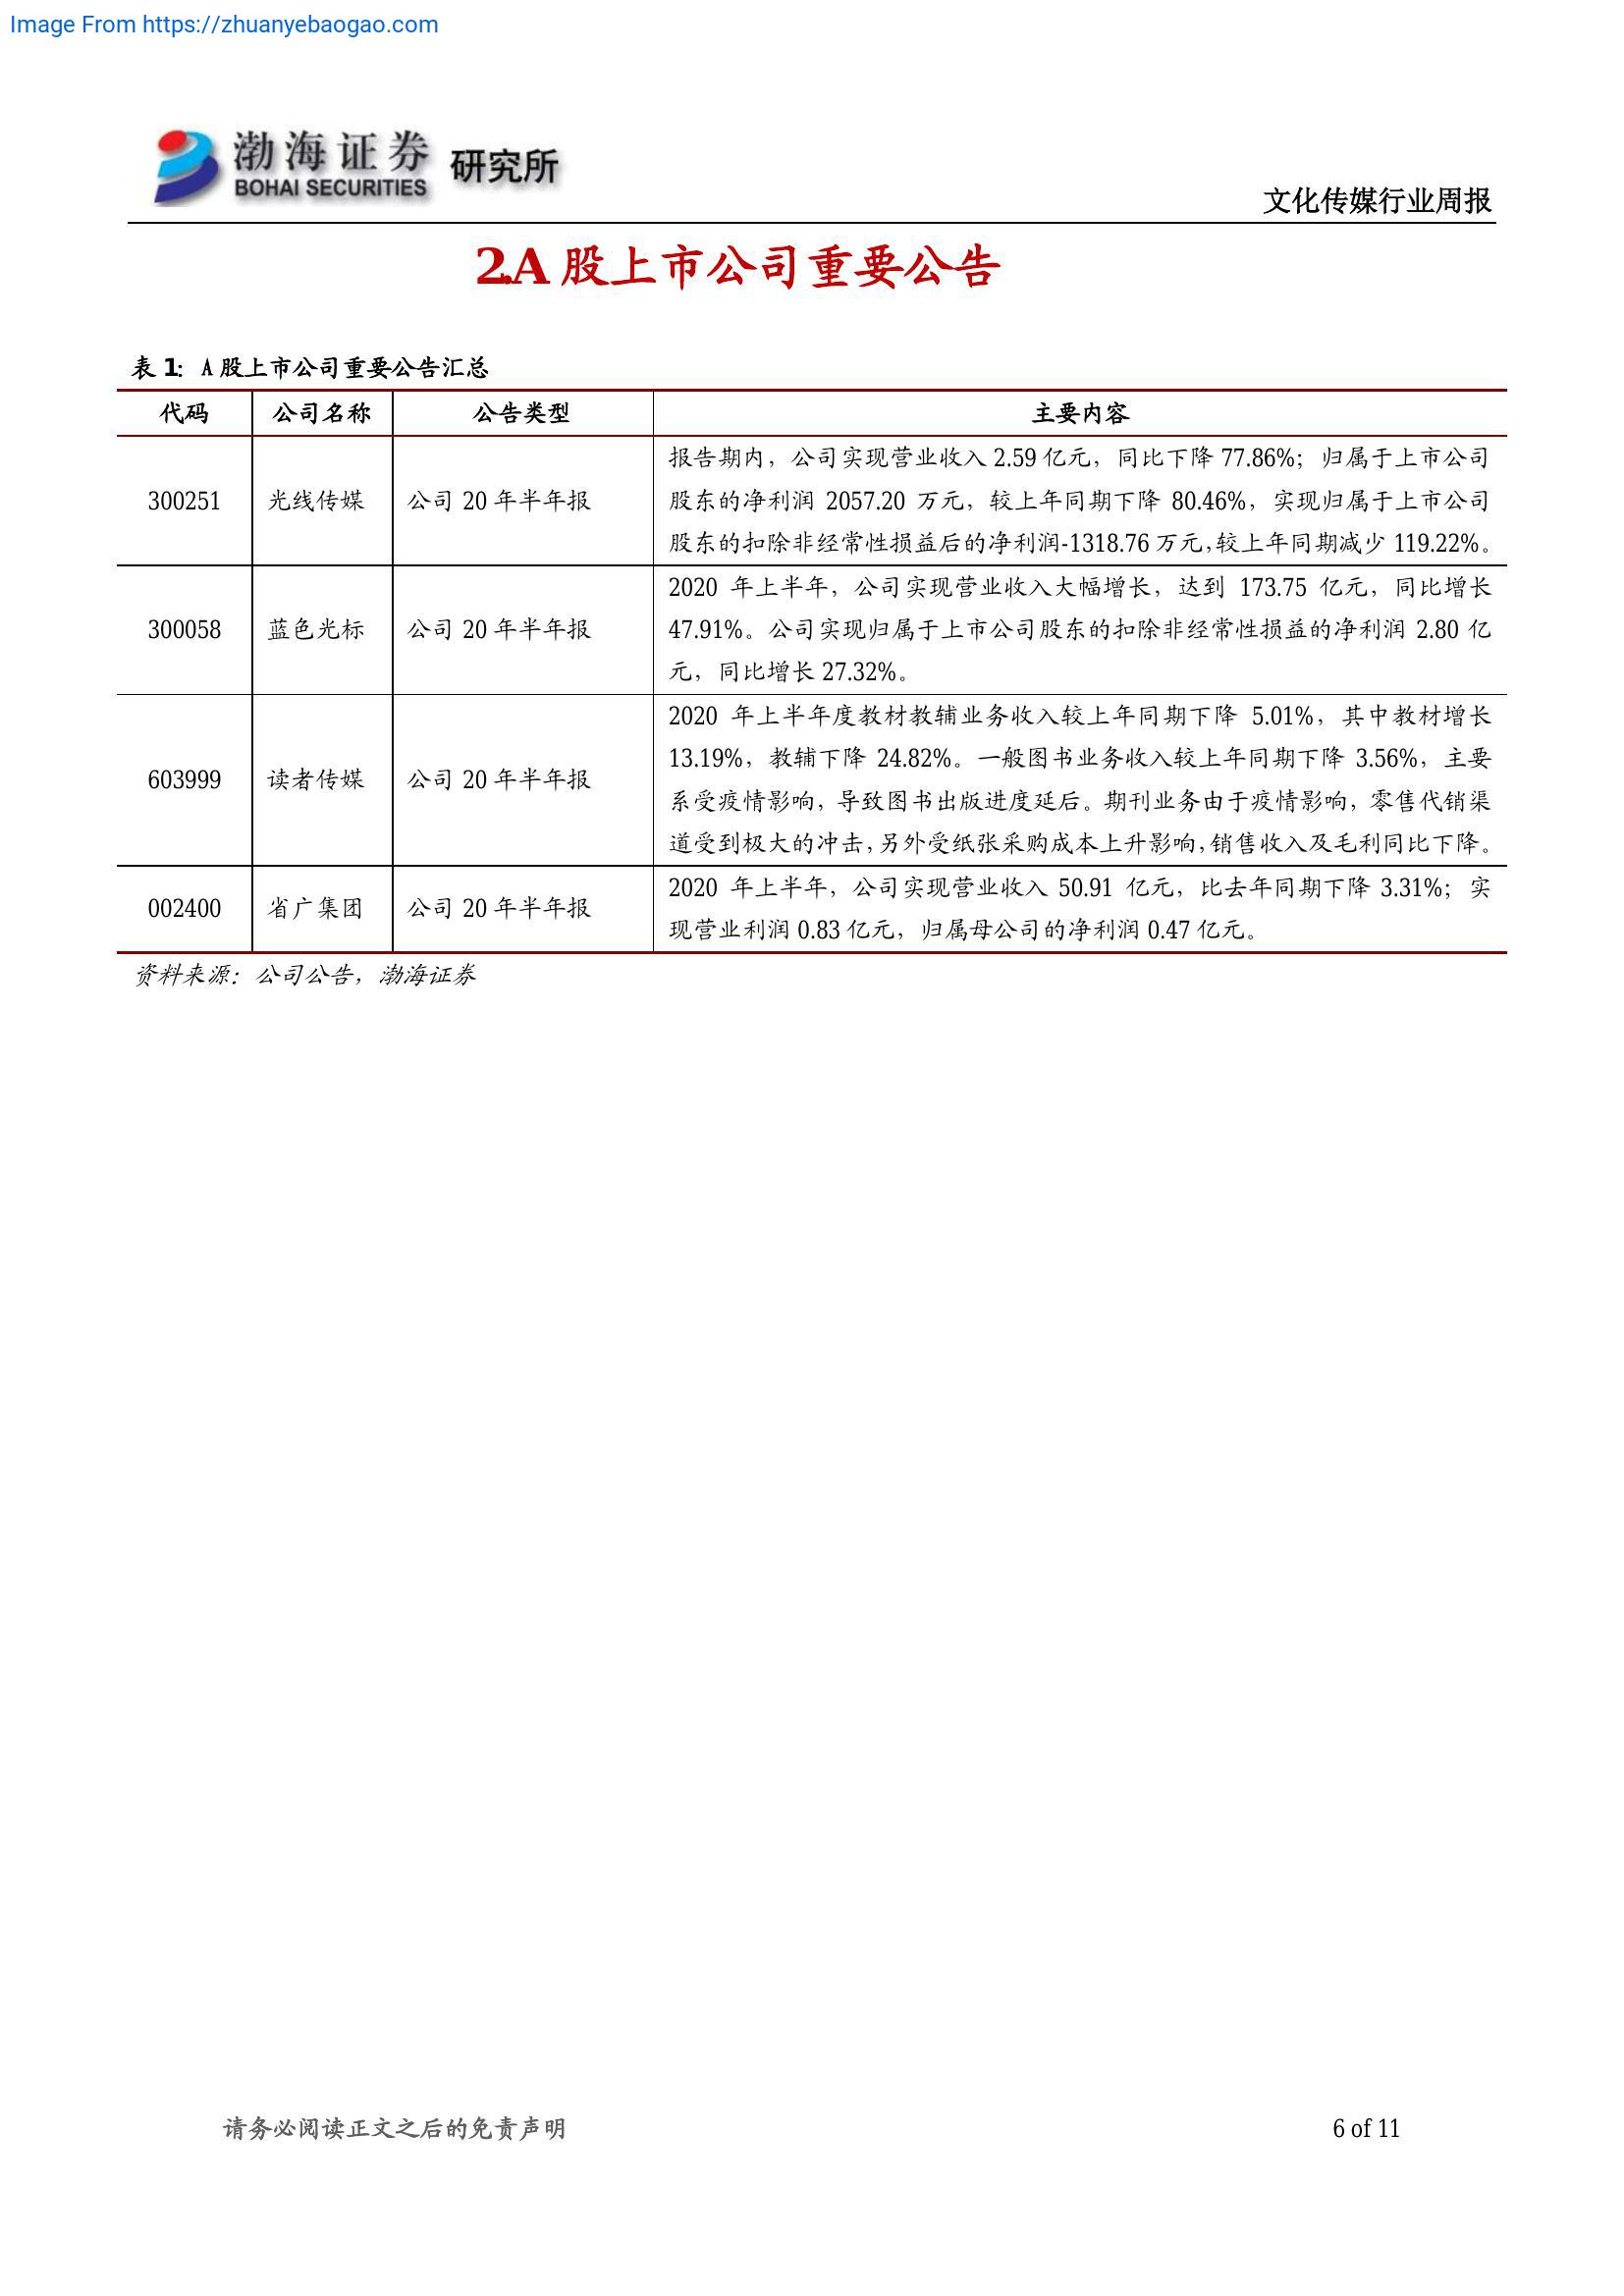 Image From https://zhuanyebaogao.com
渤海证券 研究所
BOHAI SECURITIES
文化传媒行业周报
2.A 股上市公司重要公告
表 1: A 股上市公司重要公告汇总
代码 公司名称 公告类型 主要内容
报告期内，公司实现营业收入 2.59 亿元，同比下降 77.86%；归属于上市公司
300251 光线传媒 公司 20 年半年报 股东的净利润 2057.20 万元，较上年同期下降 80.46%，实现归属于上市公司
股东的扣除非经常性损益后的净利润-1318.76 万元，较上年同期减少 119.22%。
2020 年上半年，公司实现营业收入大幅增长，达到 173.75 亿元，同比增长
300058 蓝色光标 公司 20 年半年报 47.91%。公司实现归属于上市公司股东的扣除非经常性损益的净利润 2.80 亿
元，同比增长 27.32%。
2020 年上半年度教材教辅业务收入较上年同期下降 5.01%，其中教材增长
13.19%，教辅下降 24.82%。一般图书业务收入较上年同期下降 3.56%，主要
603999 读者传媒 公司 20 年半年报
系受疫情影响，导致图书出版进度延后。期刊业务由于疫情影响，零售代销渠
道受到极大的冲击，另外受纸张采购成本上升影响，销售收入及毛利同比下降。
2020 年上半年，公司实现营业收入 50.91 亿元，比去年同期下降 3.31%；实
002400 省广集团 公司 20 年半年报
现营业利润 0.83 亿元，归属母公司的净利润 0.47 亿元。
资料来源：公司公告，渤海证券
请务必阅读正文之后的免责声明 6 of 11